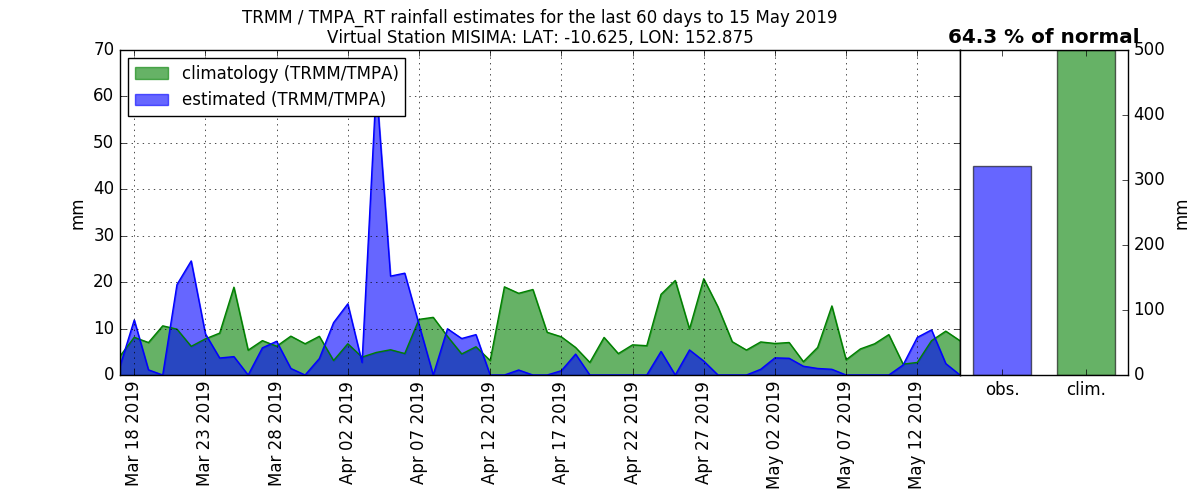 TRMM / TMPA_RT rainfall estimates for the last 60 days to 15 May 2019
Virtual Station MISIMA: LAT: -10.625, LON: 152.875
64.3 % of normal
climatology (TRMM/TMPA)
estimated (TRMM/TMPA)
70
60
50
40
30
20
10
0
mm
Mar 18 2019
Mar 23 2019
Mar 28 2019
Apr 02 2019
Apr 07 2019
Apr 12 2019
Apr 17 2019
Apr 22 2019
Apr 27 2019
May 02 2019
May 07 2019
May 12 2019
obs.
clim.
500
400
300
200
100
0
mm